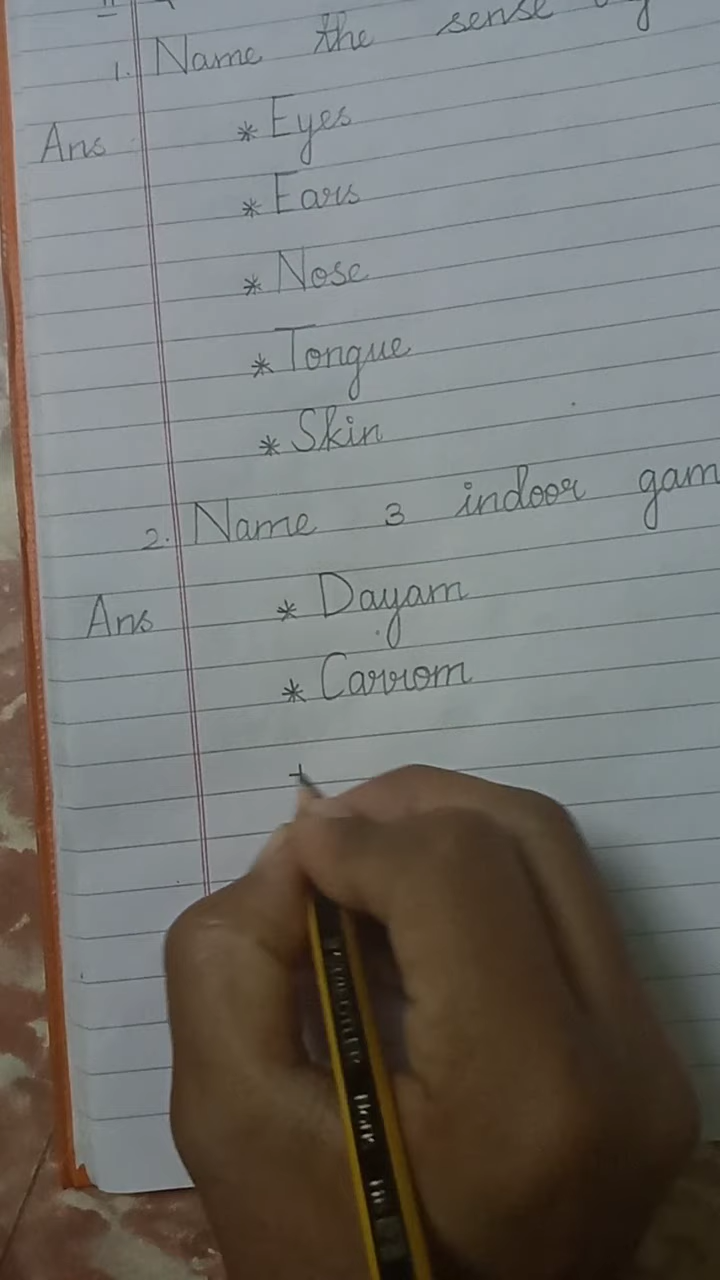 1. Name the sense
Ans * Eyes
* Ears
* Nose
* Tongue
* Skin
2. Name 3 indoor gam
Ans * Dayam
* Carrom